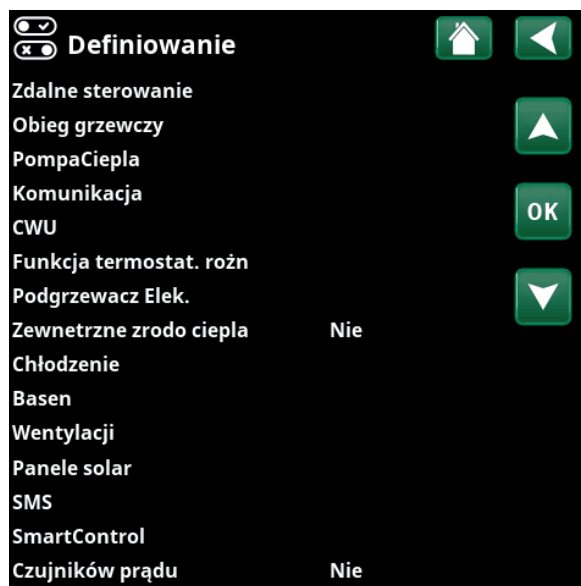 Definiowanie
Zdalne sterowanie
Obieg grzewczy
PompaCiepla
Komunikacja
CWU
OK
Funkcja termostat. rożn
Podgrzewacz Elek.
Zewnetrzne zrodo ciepla Nie
Chłodzenie
Basen
Wentylacji
Panele solar
SMS
SmartControl
Czujników prądu Nie